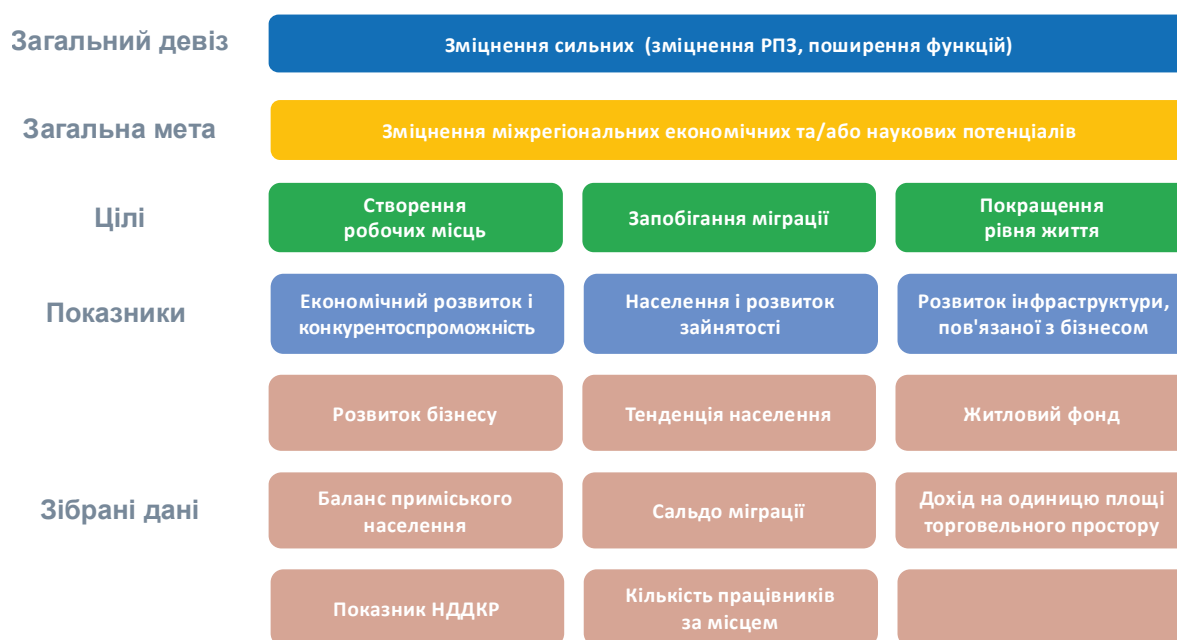 Загальний девіз
Зміцнення сильних (зміцнення РПЗ, поширення функцій)
Загальна мета
Зміцнення міжрегіональних економічних та/або наукових потенціалів
Цілі
Створення
робочих місць
Запобігання міграції
Покращення
рівня життя
Показники
Економічний розвиток і
конкурентоспроможність
Населення і розвиток
зайнятості
Розвиток інфраструктури,
пов'язаної з бізнесом
Розвиток бізнесу
Тенденція населення
Житловий фонд
Зібрані дані
Баланс приміського
населення
Сальдо міграції
Дохід на одиницю площі
торговельного простору
Показник НДДКР
Кількість працівників
за місцем